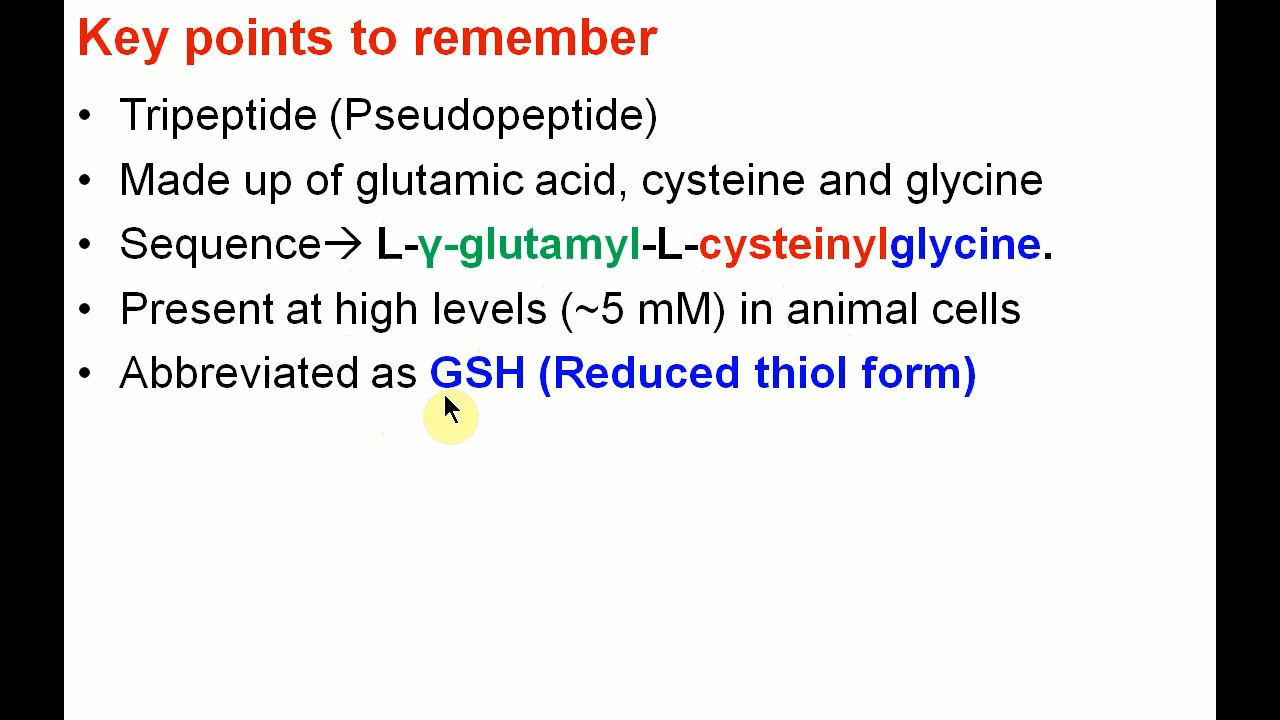 Key points to remember
• Tripeptide (Pseudopeptide)
• Made up of glutamic acid, cysteine and glycine
• Sequence→ L-γ-glutamyl-L-cysteinylglycine.
• Present at high levels (~5 mM) in animal cells
• Abbreviated as GSH (Reduced thiol form)